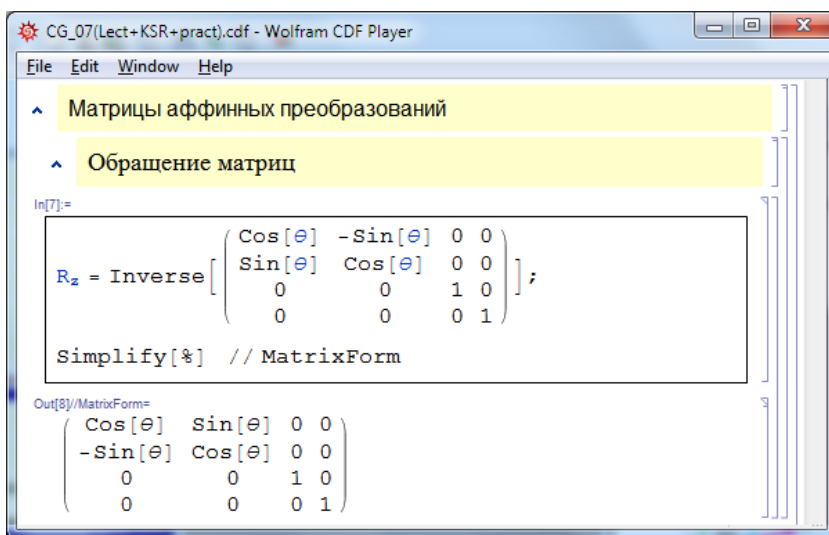 CG_07(Lect+KSR+pract).cdf - Wolfram CDF Player
File Edit Window Help
Матрицы аффинных преобразований
Обращение матриц
In[7]:=
Cos[θ] -Sin[θ] 0 0
Sin[θ] Cos[θ] 0 0
R_z = Inverse[ ];
0 0 1 0
0 0 0 1
Simplify[%] // MatrixForm
Out[8]//MatrixForm=
Cos[θ] Sin[θ] 0 0
-Sin[θ] Cos[θ] 0 0
0 0 1 0
0 0 0 1